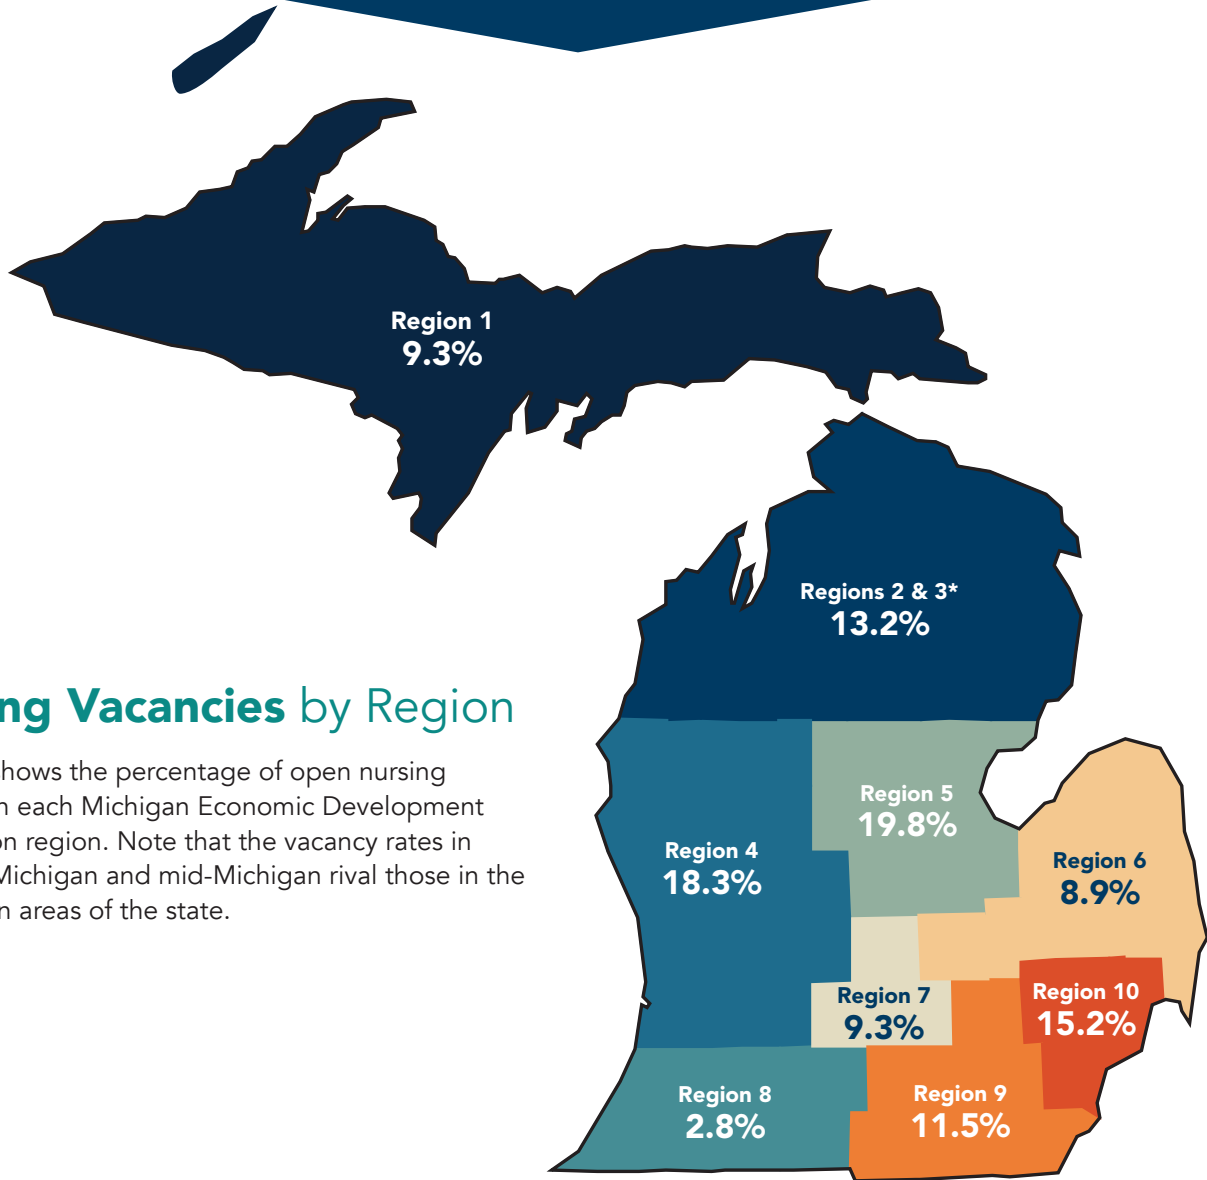 Region 1
9.3%
Regions 2 & 3*
13.2%
ng Vacancies by Region
hows the percentage of open nursing
n each Michigan Economic Development
on region. Note that the vacancy rates in
Michigan and mid-Michigan rival those in the
n areas of the state.
Region 5
19.8%
Region 4
18.3%
Region 6
8.9%
Region 7
9.3%
Region 10
15.2%
Region 8
2.8%
Region 9
11.5%